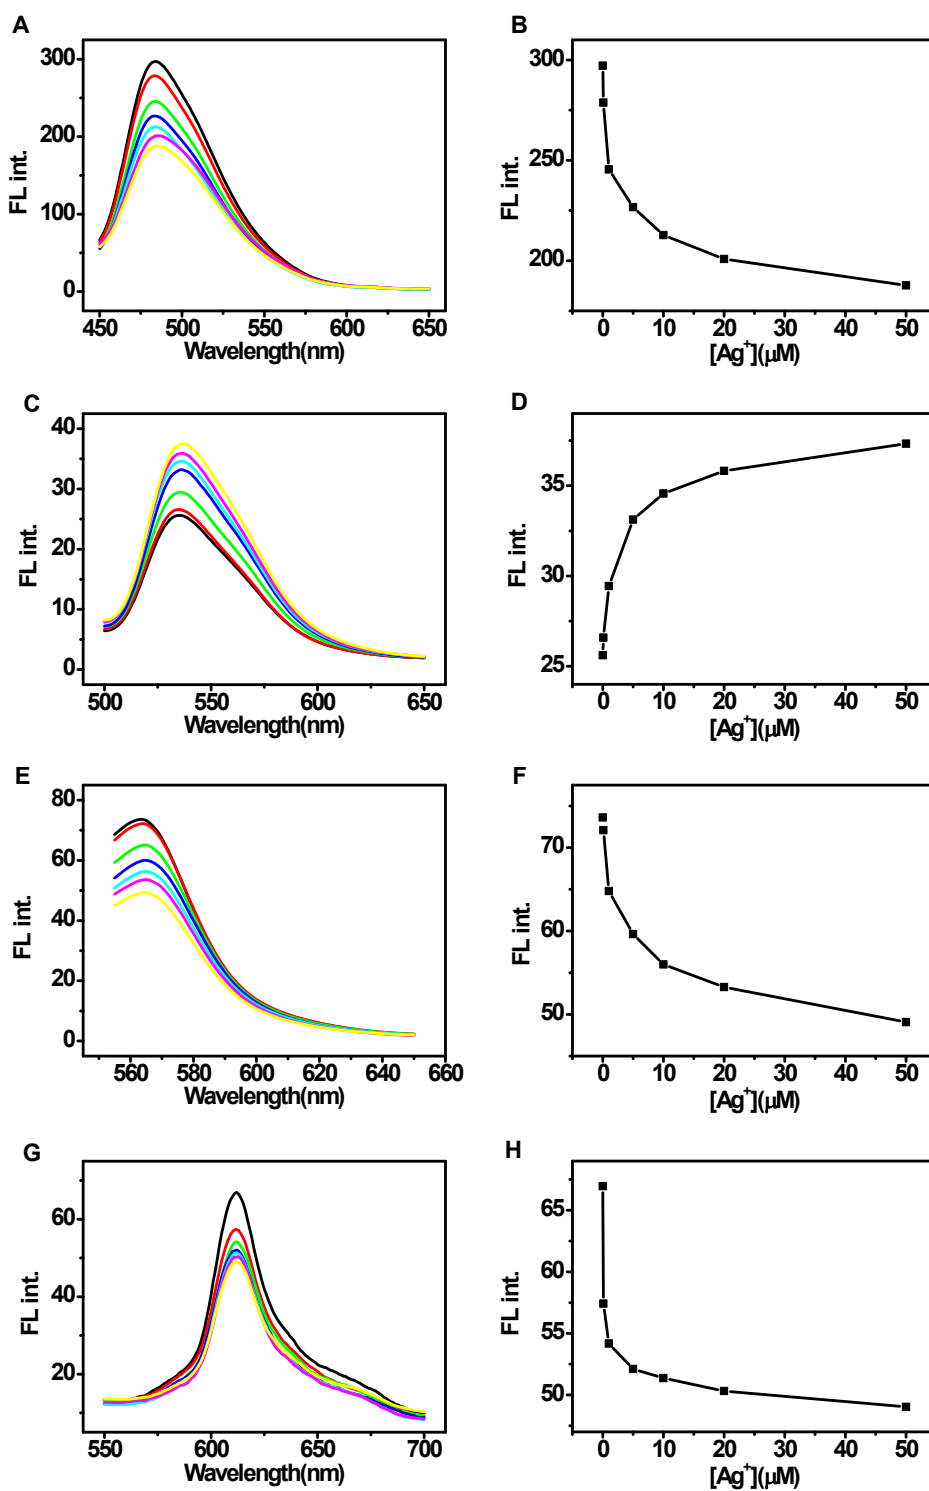 A
300
200
100
0
FL int.
450 500 550 600 650
Wavelength(nm)
B
300
250
200
FL int.
0 10 20 30 40 50
[Ag⁺](μM)
C
40
30
20
10
0
FL int.
500 550 600 650
Wavelength(nm)
D
35
30
25
FL int.
0 10 20 30 40 50
[Ag⁺](μM)
E
80
60
40
20
0
FL int.
560 580 600 620 640 660
Wavelength(nm)
F
70
60
50
FL int.
0 10 20 30 40 50
[Ag⁺](μM)
G
60
40
20
FL int.
550 600 650 700
Wavelength(nm)
H
65
60
55
50
FL int.
0 10 20 30 40 50
[Ag⁺](μM)